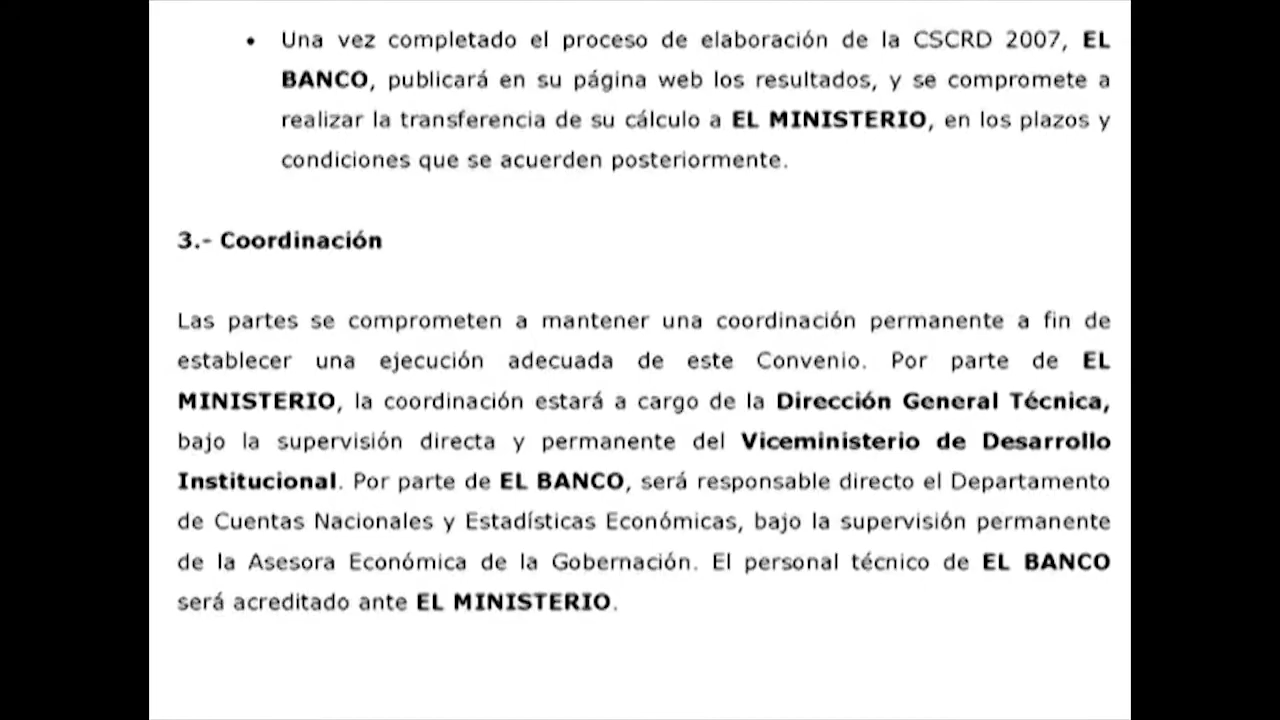 • Una vez completado el proceso de elaboración de la CSCRD 2007, EL
BANCO, publicará en su página web los resultados, y se compromete a
realizar la transferencia de su cálculo a EL MINISTERIO, en los plazos y
condiciones que se acuerden posteriormente.
3.- Coordinación
Las partes se comprometen a mantener una coordinación permanente a fin de
establecer una ejecución adecuada de este Convenio. Por parte de EL
MINISTERIO, la coordinación estará a cargo de la Dirección General Técnica,
bajo la supervisión directa y permanente del Viceministerio de Desarrollo
Institucional. Por parte de EL BANCO, será responsable directo el Departamento
de Cuentas Nacionales y Estadísticas Económicas, bajo la supervisión permanente
de la Asesora Económica de la Gobernación. El personal técnico de EL BANCO
será acreditado ante EL MINISTERIO.